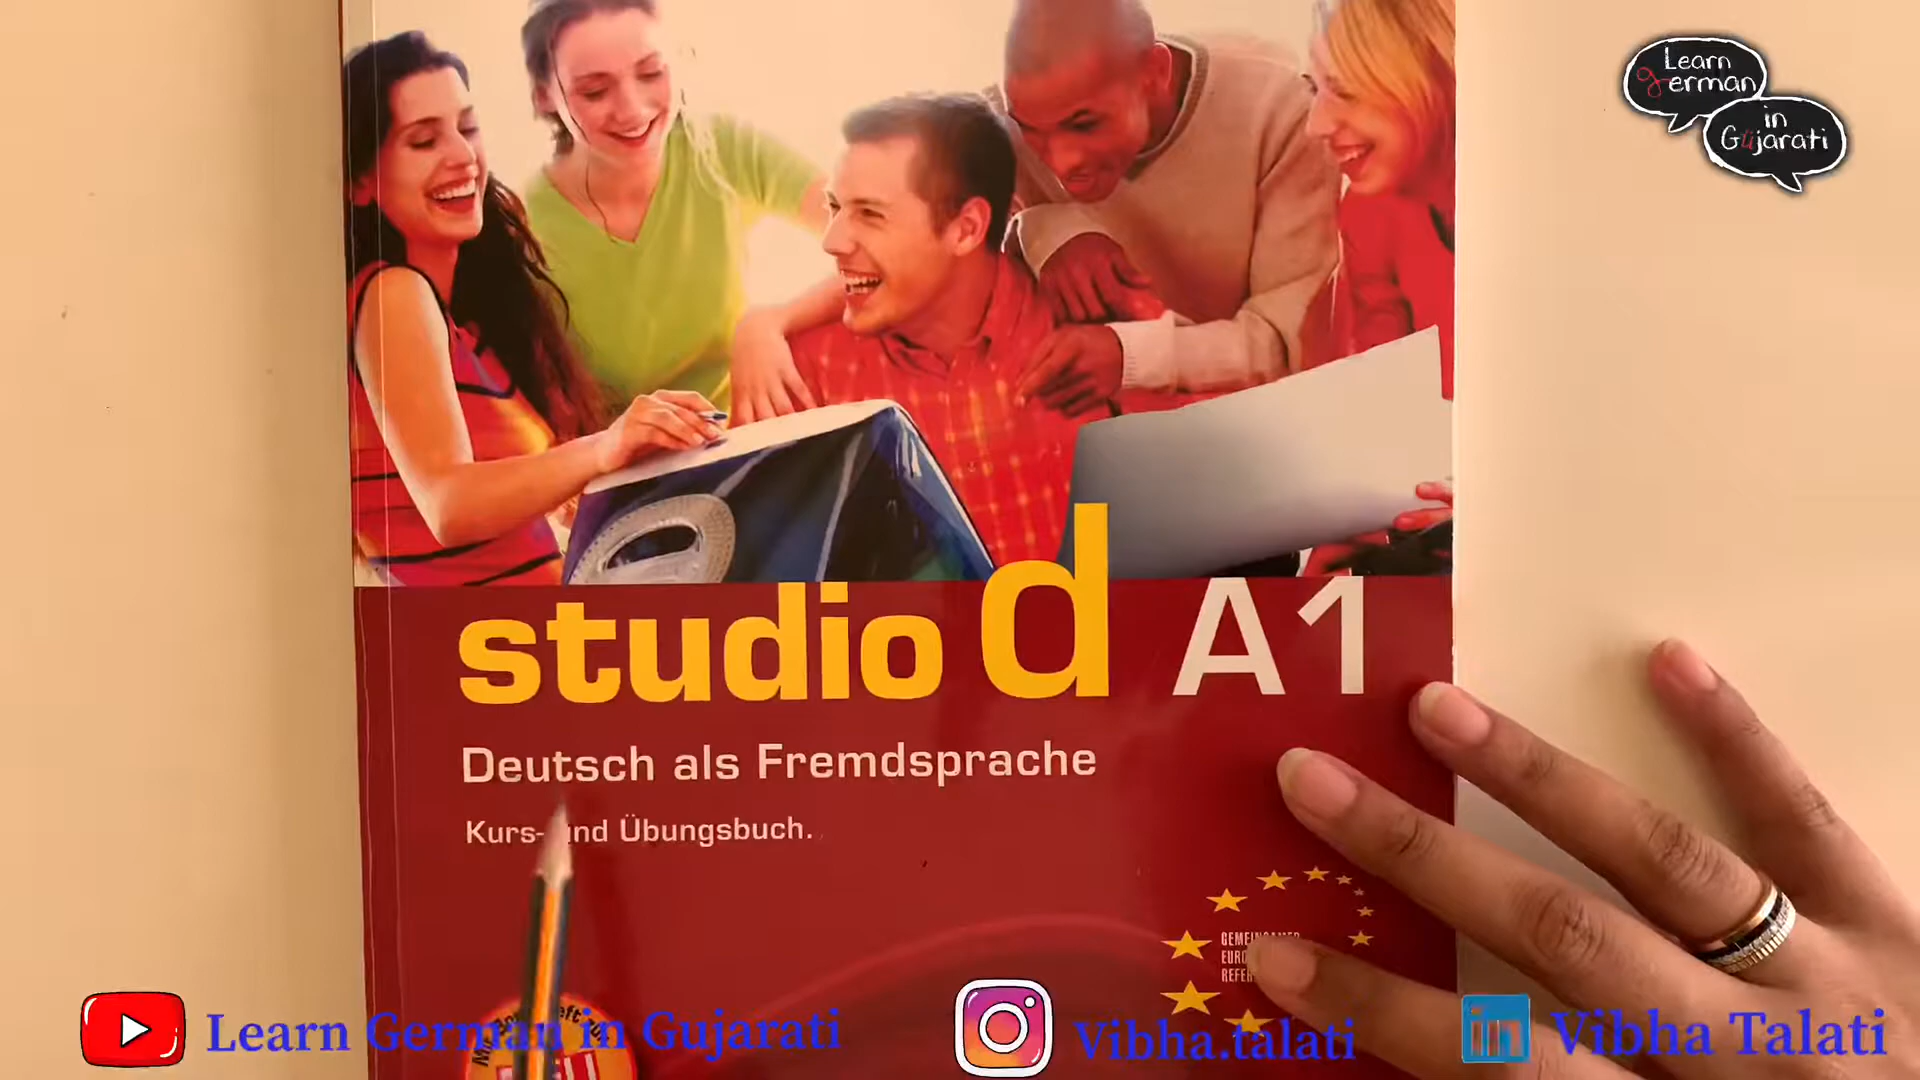 Learn
german
in
Gujarati
studio d A1
Deutsch als Fremdsprache
Kurs- und Übungsbuch.
Learn German in Gujarati
Vibha.talati
in
Vibha Talati